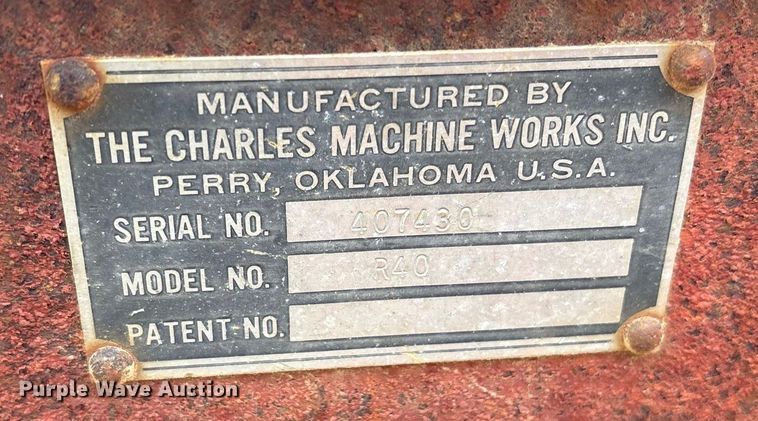 MANUFACTURED BY
THE CHARLES MACHINE WORKS INC.
PERRY, OKLAHOMA U.S.A.
SERIAL NO. 407430
MODEL NO. R40
PATENT NO.
Purple Wave Auction